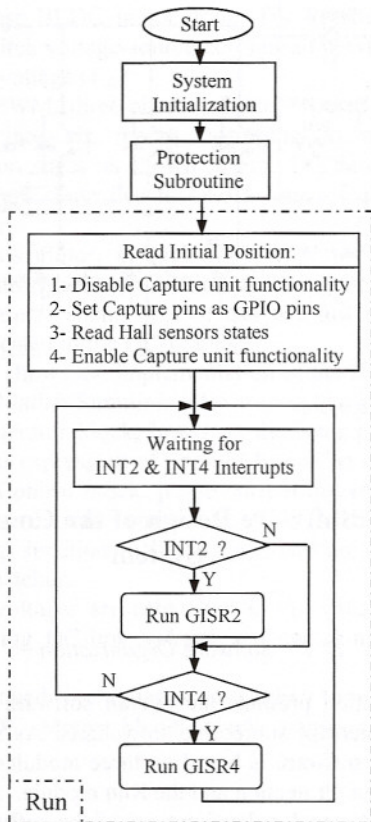 Start
System
Initialization
Protection
Subroutine
Read Initial Position:
1- Disable Capture unit functionality
2- Set Capture pins as GPIO pins
3- Read Hall sensors states
4- Enable Capture unit functionality
Waiting for
INT2 & INT4 Interrupts
INT2 ?
N
Y
Run GISR2
N
INT4 ?
Y
Run GISR4
Run